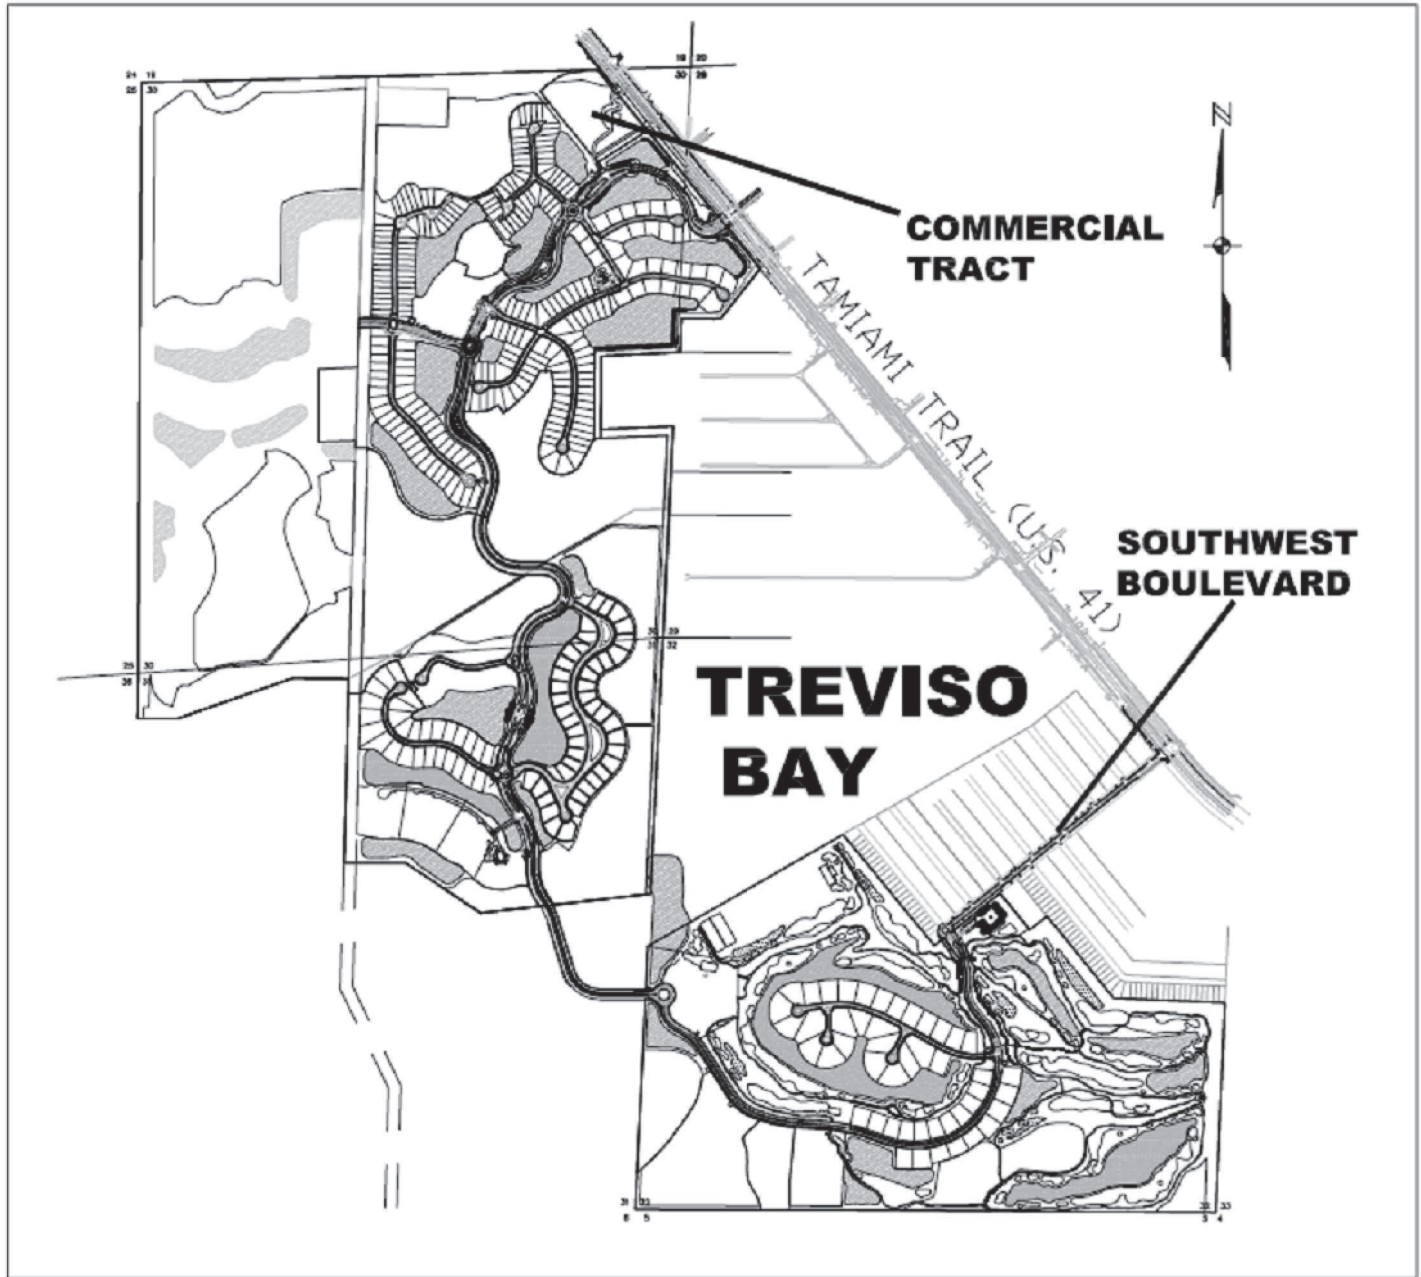 N
COMMERCIAL
TRACT
TAMIAMI TRAIL (U.S. 41)
SOUTHWEST
BOULEVARD
TREVISO
BAY